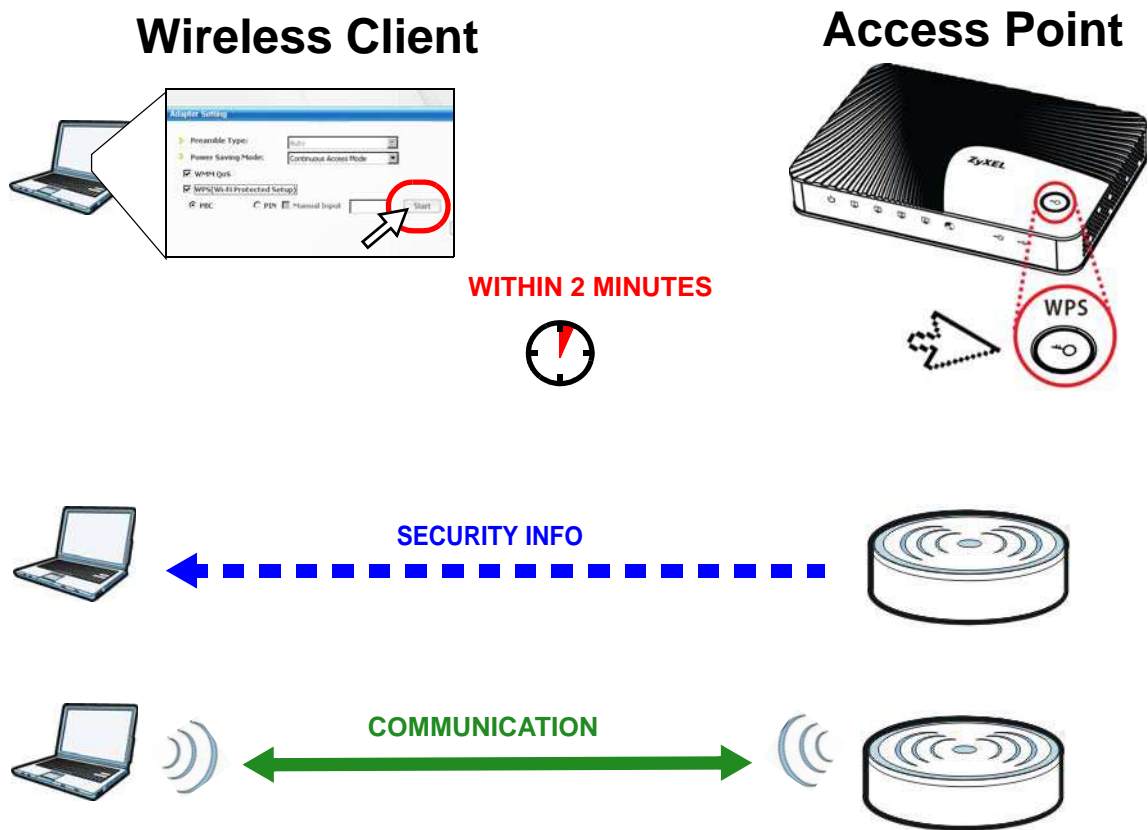 Wireless Client
Access Point
Adapter Setting
Preamble Type:
Auto
Power Saving Mode:
Continuous Access Mode
WMM QoS
WPS(Wi-Fi Protected Setup)
PBC
PIN
Manual Input
Start
ZyXEL
WITHIN 2 MINUTES
WPS
SECURITY INFO
COMMUNICATION